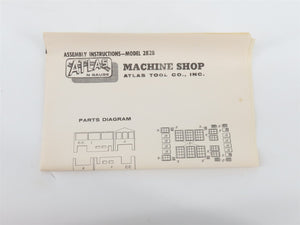 ASSEMBLY INSTRUCTIONS—MODEL 2828
ATLAS
N GAUGE
MACHINE SHOP
ATLAS TOOL CO., INC.
PARTS DIAGRAM